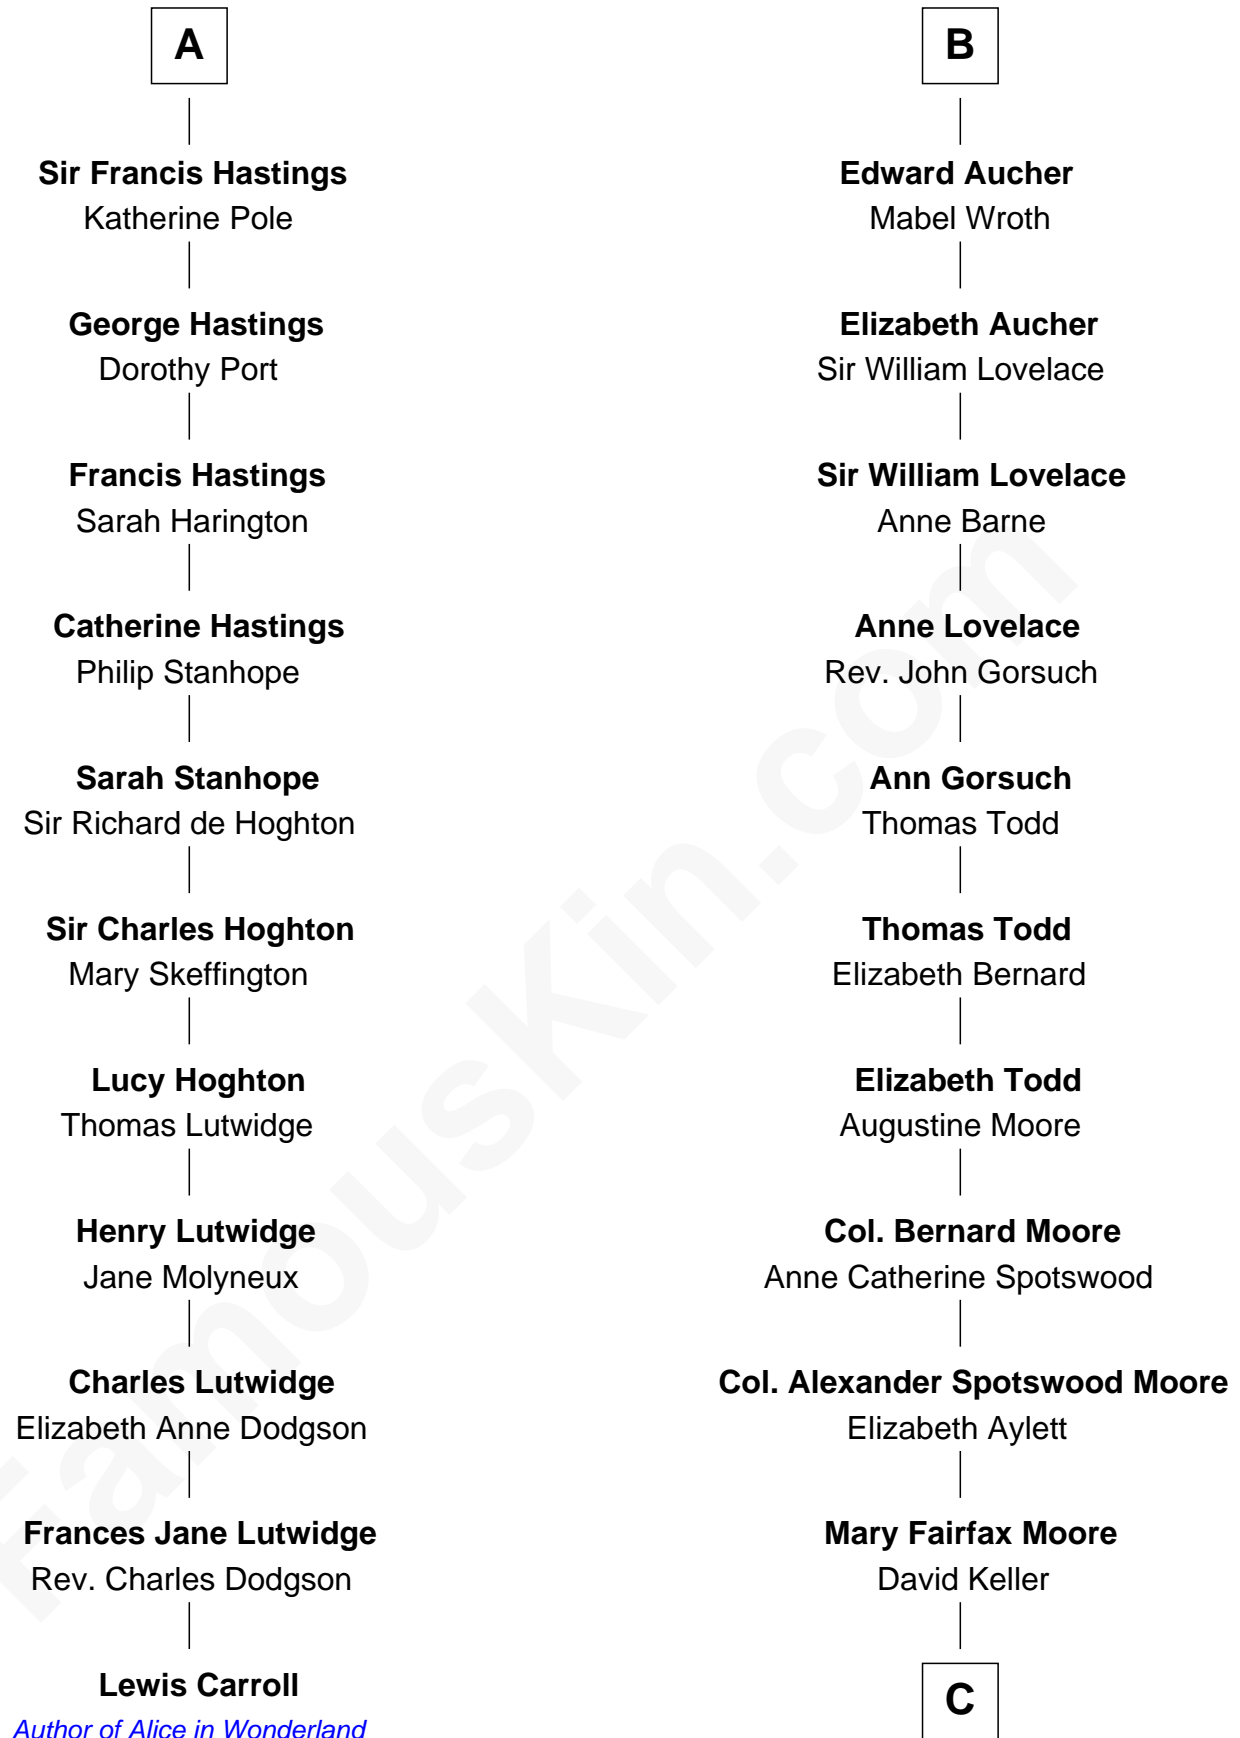 A
Sir Francis Hastings
Katherine Pole
George Hastings
Dorothy Port
Francis Hastings
Sarah Harington
Catherine Hastings
Philip Stanhope
Sarah Stanhope
Sir Richard de Hoghton
Sir Charles Hoghton
Mary Skeffington
Lucy Hoghton
Thomas Lutwidge
Henry Lutwidge
Jane Molyneux
Charles Lutwidge
Elizabeth Anne Dodgson
Frances Jane Lutwidge
Rev. Charles Dodgson
Lewis Carroll
Author of Alice in Wonderland
B
Edward Aucher
Mabel Wroth
Elizabeth Aucher
Sir William Lovelace
Sir William Lovelace
Anne Barne
Anne Lovelace
Rev. John Gorsuch
Ann Gorsuch
Thomas Todd
Thomas Todd
Elizabeth Bernard
Elizabeth Todd
Augustine Moore
Col. Bernard Moore
Anne Catherine Spotswood
Col. Alexander Spotswood Moore
Elizabeth Aylett
Mary Fairfax Moore
David Keller
C
FamousKin.com